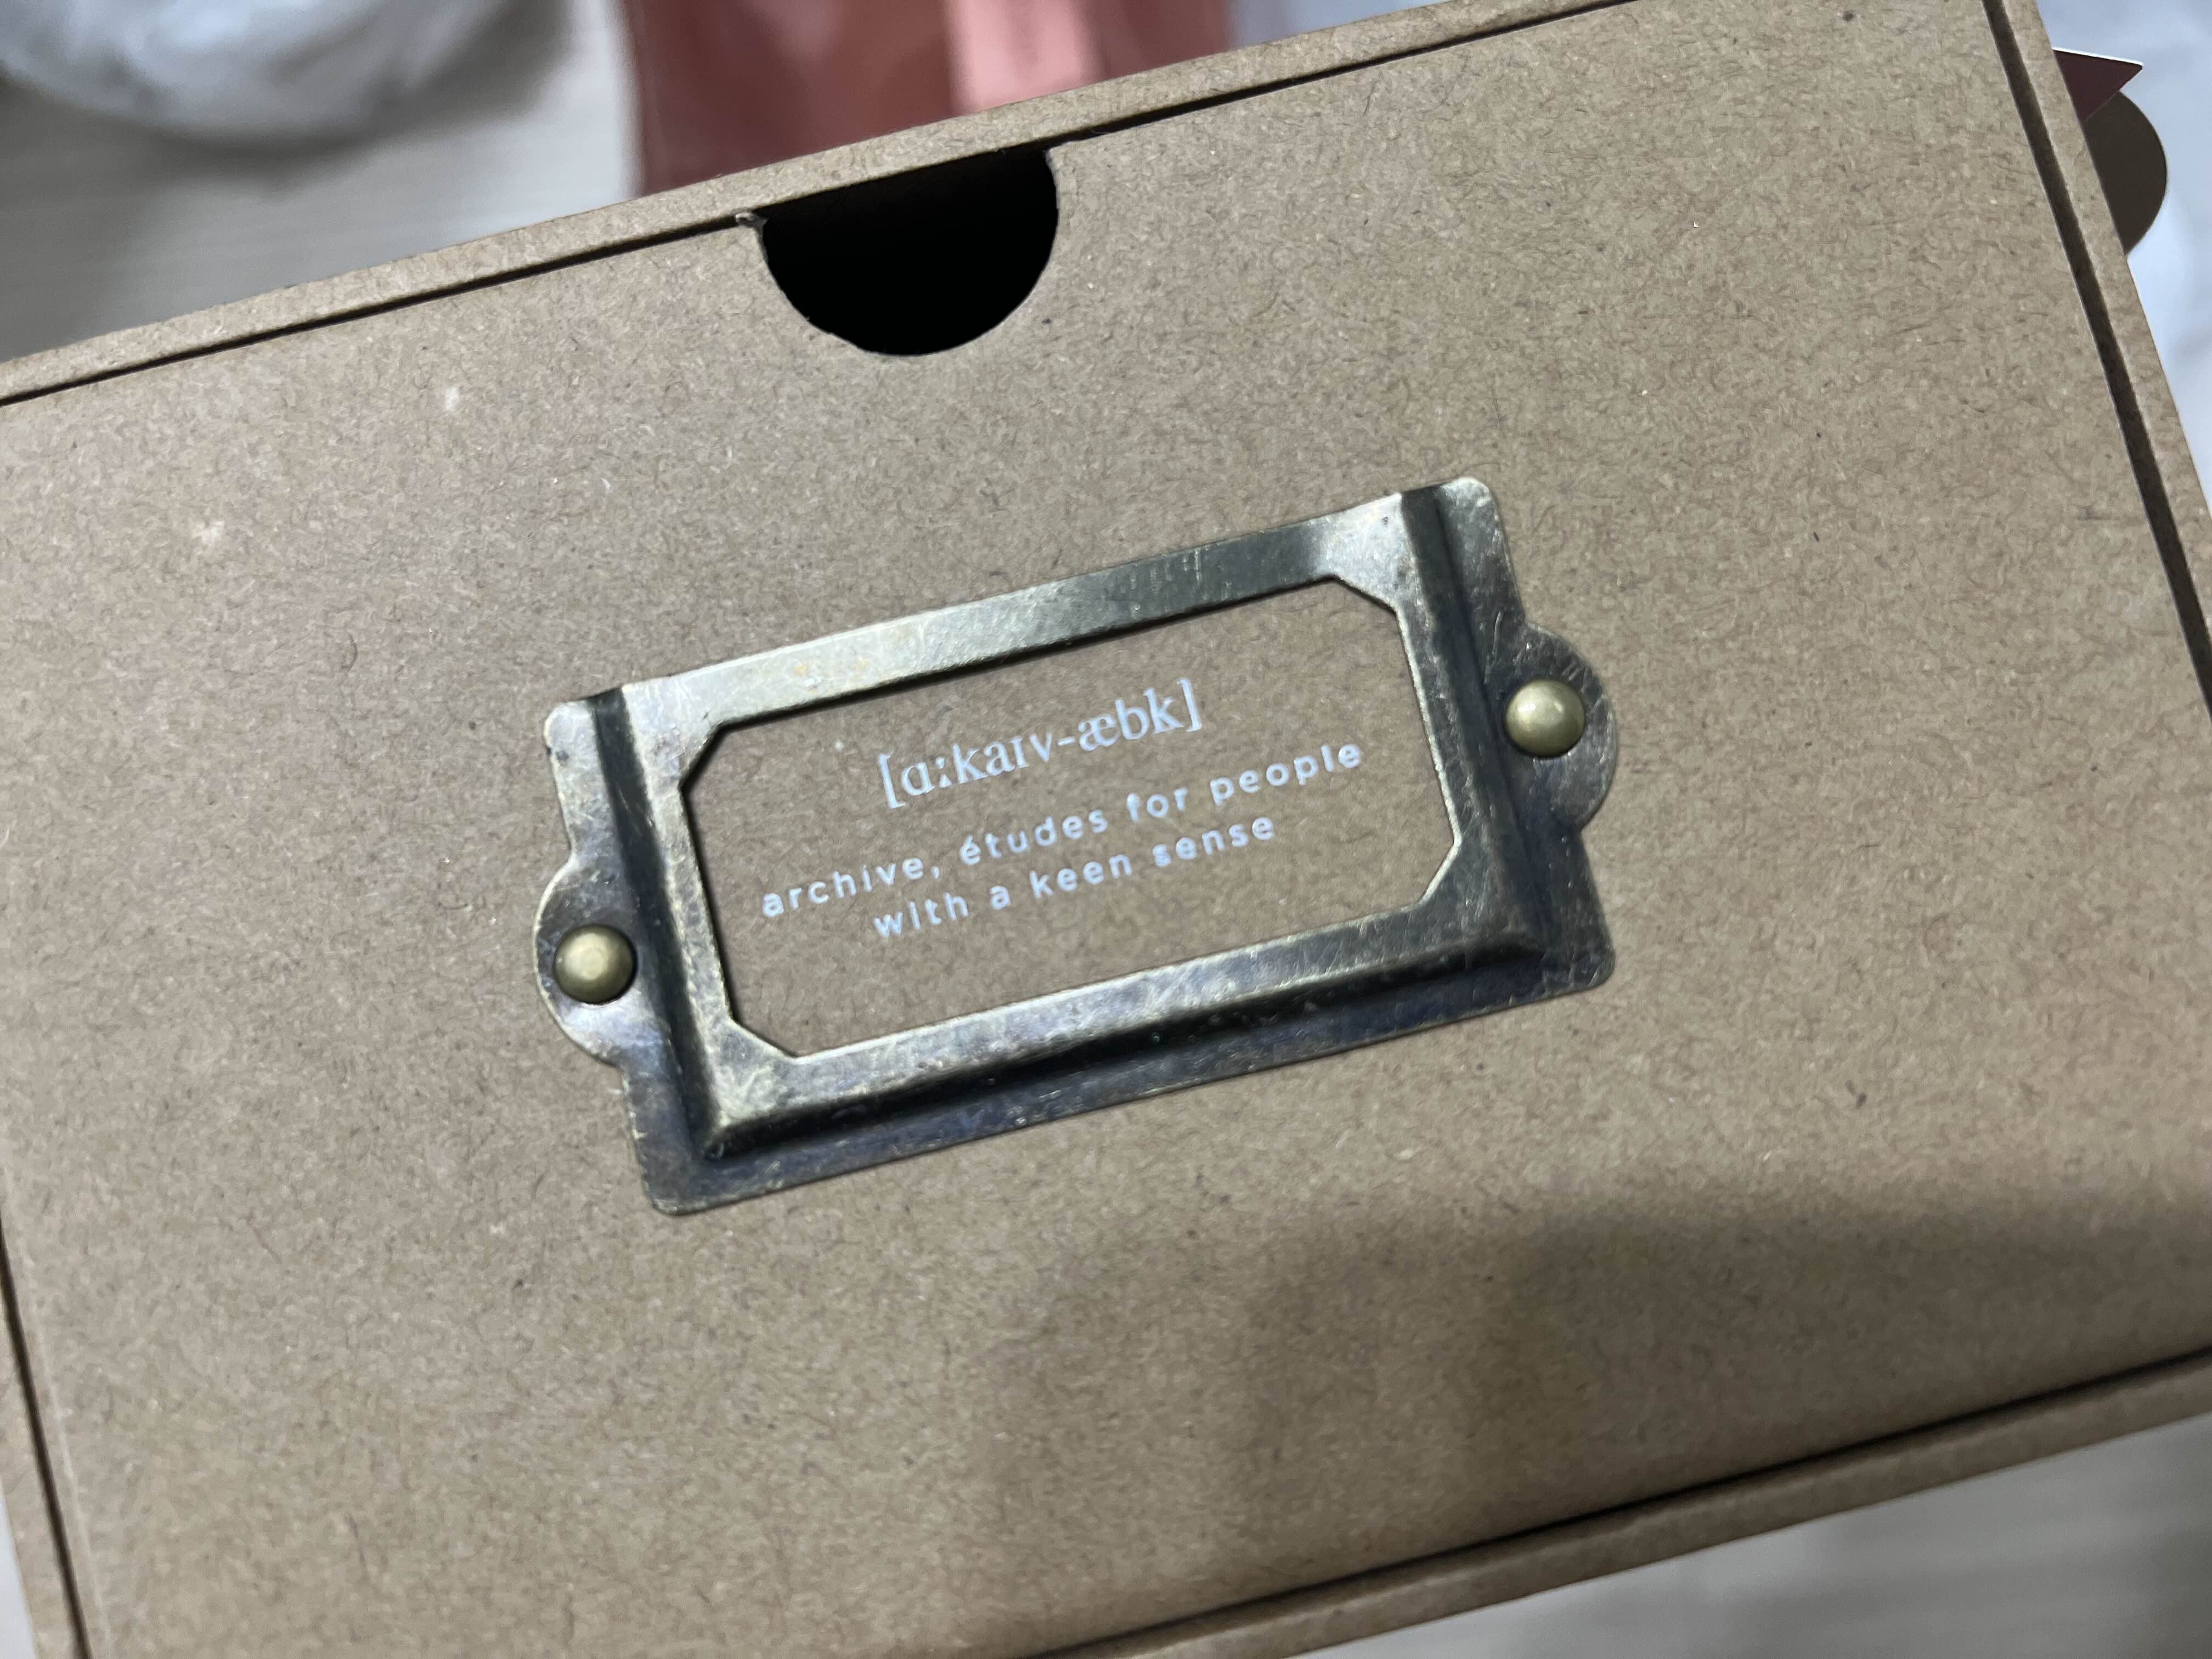 [ɑːkaɪv-æbk]
archive, études for people
with a keen sense